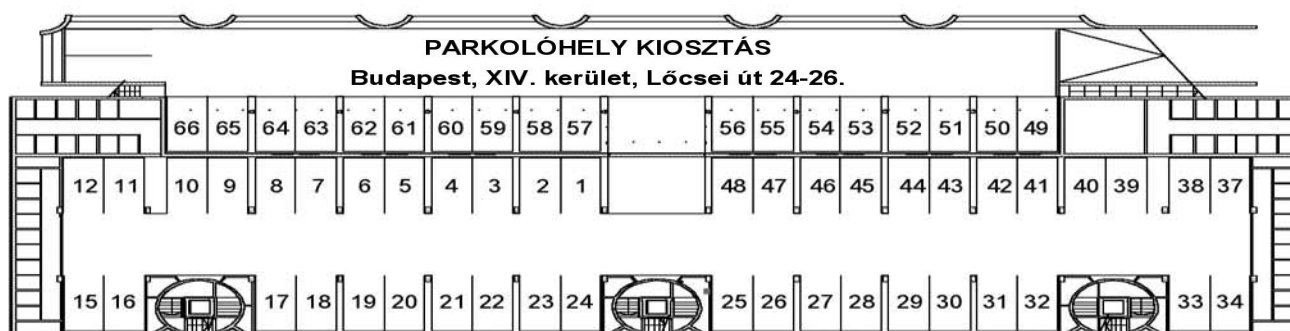 PARKOLÓHELY KIOSZTÁS
Budapest, XIV. kerület, Lőcsei út 24-26.
66 65 64 63 62 61 60 59 58 57 56 55 54 53 52 51 50 49
12 11 10 9 8 7 6 5 4 3 2 1 48 47 46 45 44 43 42 41 40 39 38 37
15 16 17 18 19 20 21 22 23 24 25 26 27 28 29 30 31 32 33 34